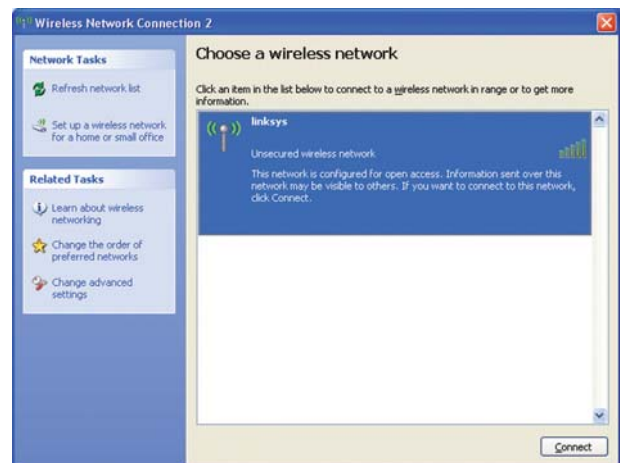 Wireless Network Connection 2
Network Tasks
Refresh network list
Set up a wireless network
for a home or small office
Related Tasks
Learn about wireless
networking
Change the order of
preferred networks
Change advanced
settings
Choose a wireless network
Click an item in the list below to connect to a wireless network in range or to get more
information.
linksys
Unsecured wireless network
This network is configured for open access. Information sent over this
network may be visible to others. If you want to connect to this network,
click Connect.
Connect